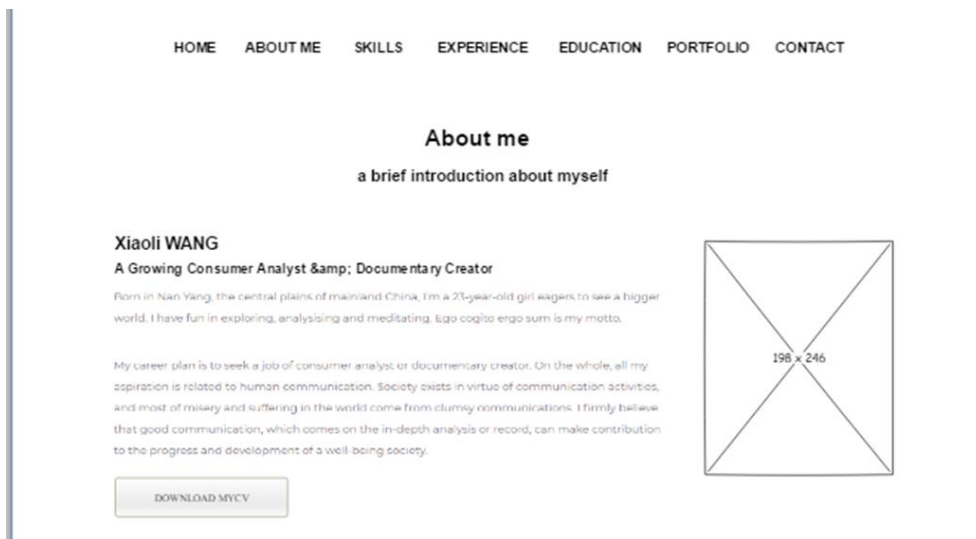 HOME ABOUT ME SKILLS EXPERIENCE EDUCATION PORTFOLIO CONTACT
About me
a brief introduction about myself
Xiaoli WANG
A Growing Consumer Analyst &amp; Documentary Creator
Born in Nan Yang, the central plains of mainland China, I'm a 23-year-old girl eagers to see a bigger
world. I have fun in exploring, analysising and meditating. Ego cogito ergo sum is my motto.
My career plan is to seek a job of consumer analyst or documentary creator. On the whole, all my
aspiration is related to human communication. Society exists in virtue of communication activities,
and most of misery and suffering in the world come from clumsy communications. I firmly believe
that good communication, which comes on the in-depth analysis or record, can make contribution
to the progress and development of a well-being society.
198 x 246
DOWNLOAD MYCV